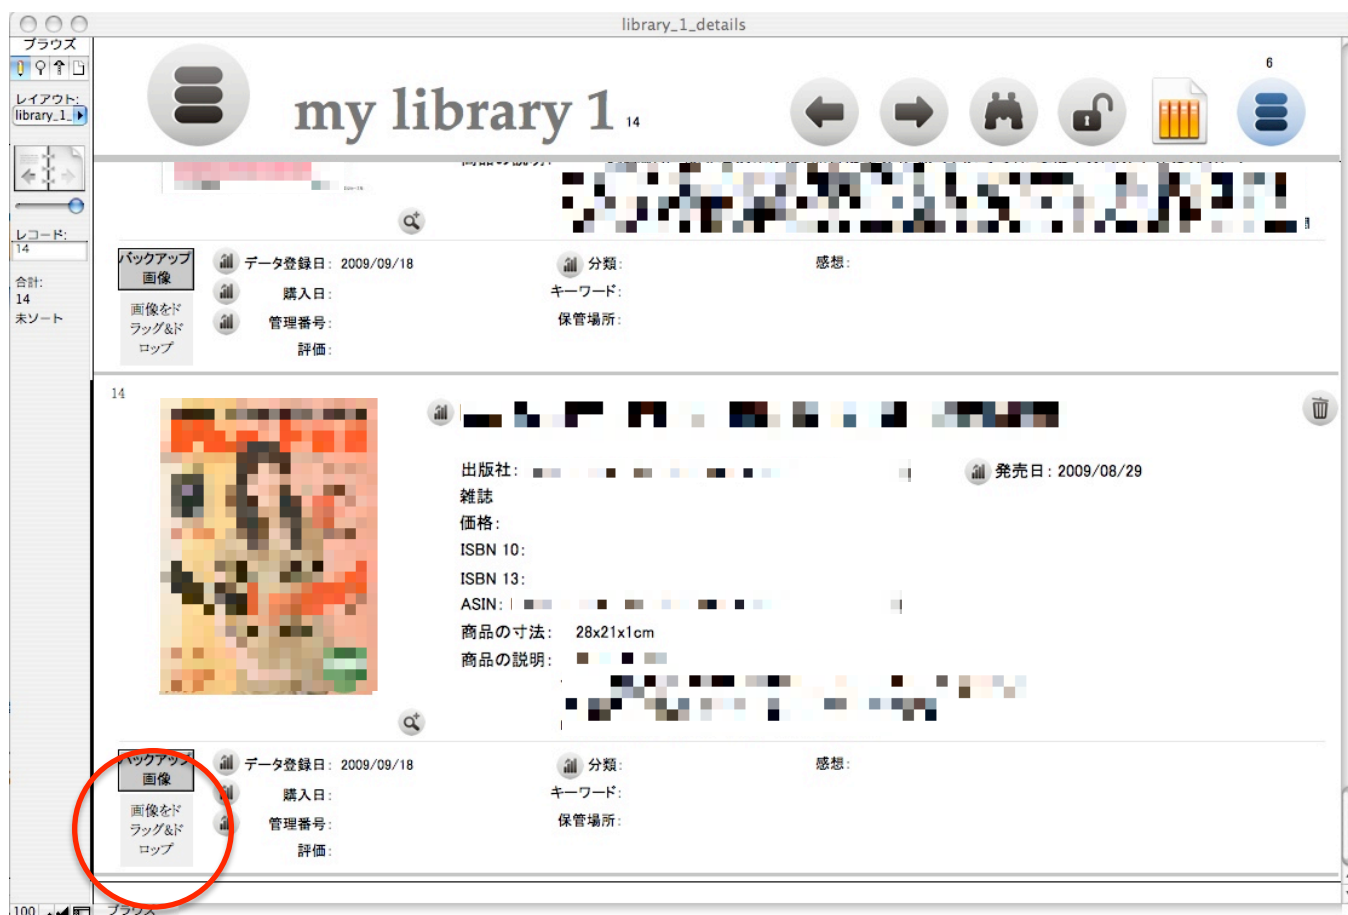 library_1_details
ブラウズ
レイアウト:
library_1_
レコード:
14
合計:
14
未ソート
my library 1
14
6
商品の説明:
バックアップ
画像
画像をド
ラッグ&ド
ロップ
データ登録日: 2009/09/18
購入日:
管理番号:
評価:
分類:
キーワード:
保管場所:
感想:
14
出版社:
発売日: 2009/08/29
雑誌
価格:
ISBN 10:
ISBN 13:
ASIN:
商品の寸法: 28x21x1cm
商品の説明:
バックアップ
画像
画像をド
ラッグ&ド
ロップ
データ登録日: 2009/09/18
購入日:
管理番号:
評価:
分類:
キーワード:
保管場所:
感想:
100
ブラウズ